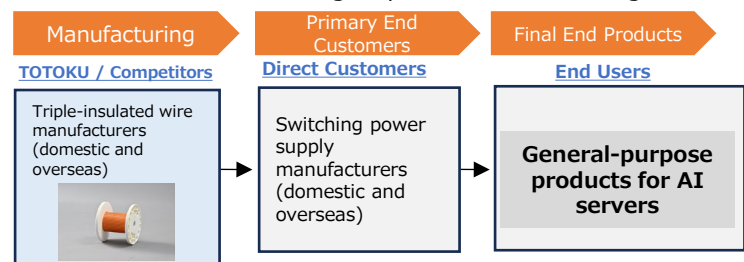 Manufacturing
Primary End
Customers
Final End Products
TOTOKU / Competitors
Direct Customers
End Users
Triple-insulated wire
manufacturers
(domestic and
overseas)
Switching power
supply
manufacturers
(domestic and
overseas)
General-purpose
products for AI
servers